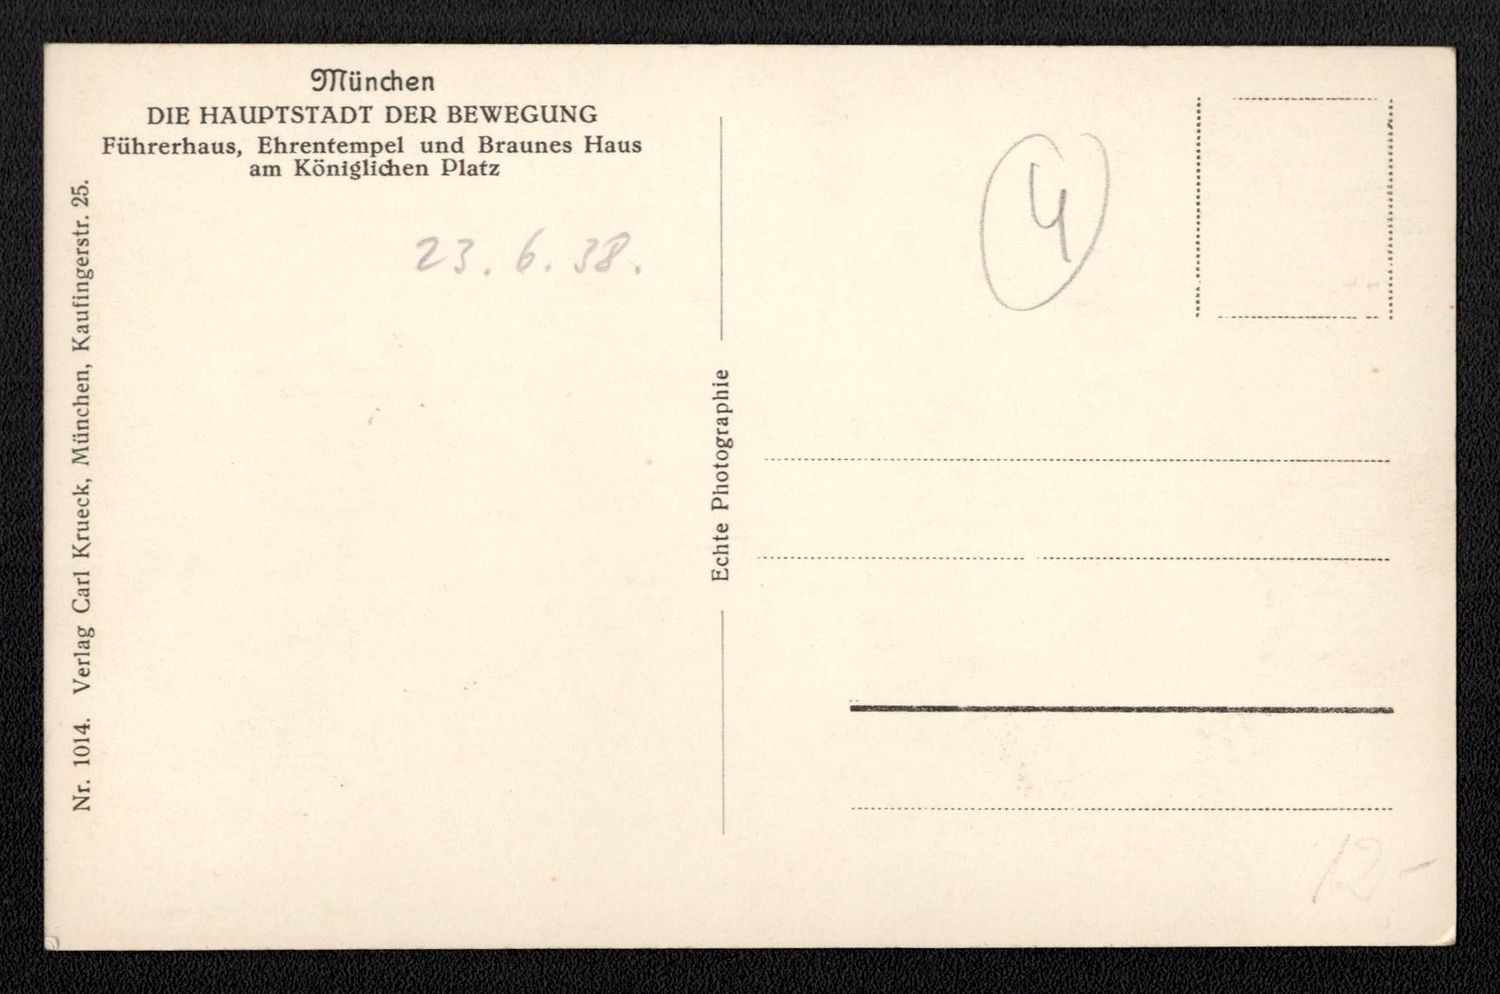 München
DIE HAUPTSTADT DER BEWEGUNG
Führerhaus, Ehrentempel und Braunes Haus
am Königlichen Platz
23. 6. 38.
4
Nr. 1014. Verlag Carl Krueck, München, Kaufingerstr. 25.
Echte Photographie
12-